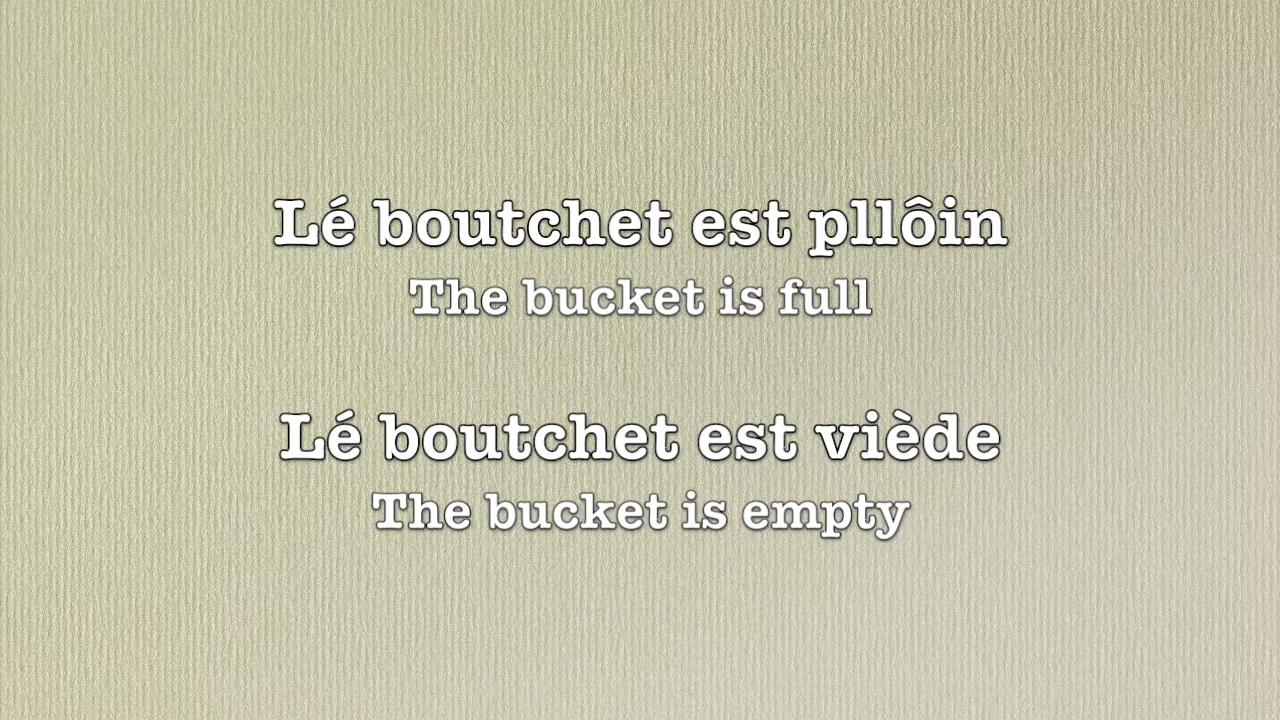 Lé boutchet est pllôin
The bucket is full
Lé boutchet est viède
The bucket is empty